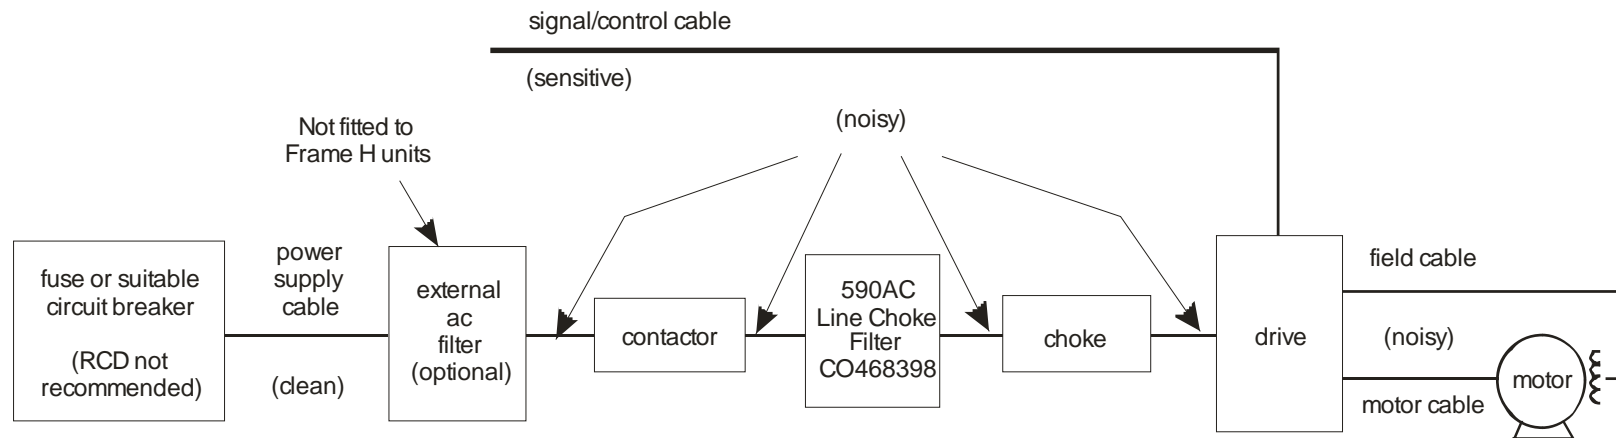 signal/control cable
(sensitive)
(noisy)
Not fitted to
Frame H units
fuse or suitable
circuit breaker
(RCD not
recommended)
power
supply
cable
(clean)
external
ac
filter
(optional)
contactor
590AC
Line Choke
Filter
CO468398
choke
drive
field cable
(noisy)
motor cable
motor